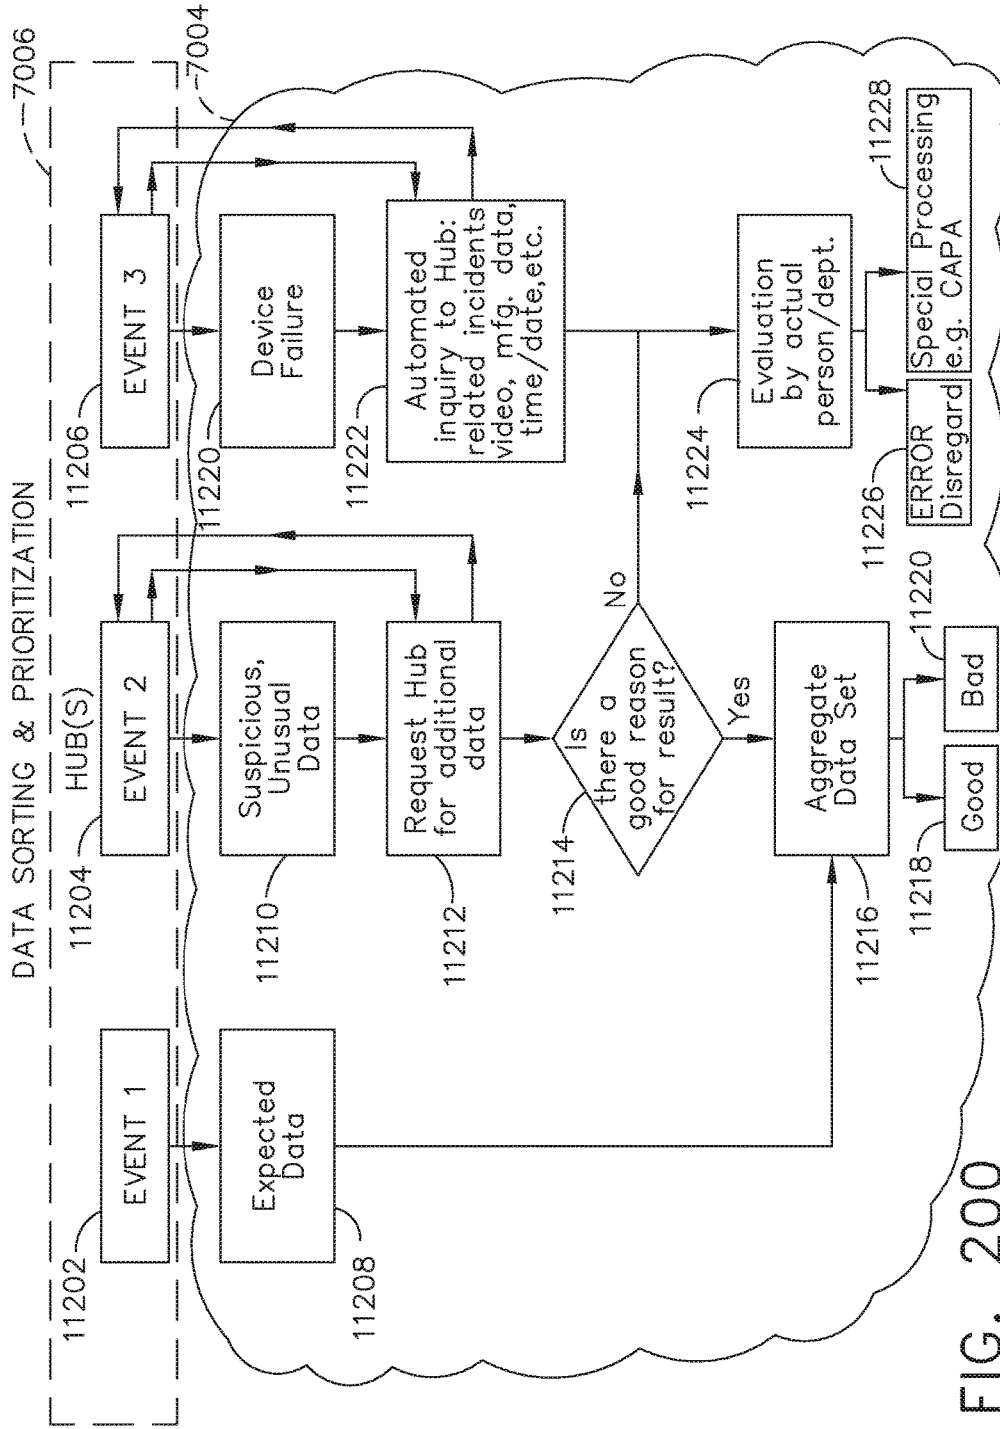 DATA SORTING & PRIORITIZATION
7006
HUB(S)
11202
EVENT 1
11204
EVENT 2
11206
EVENT 3
7004
Expected
Data
11208
Suspicious,
Unusual
Data
11210
Device
Failure
11220
Request Hub
for additional
data
11212
Automated
inquiry to Hub:
related incidents
video, mfg. data,
time/date,etc.
11222
Is
there a
good reason
for result?
11214
No
Yes
Aggregate
Data Set
11216
Evaluation
by actual
person/dept.
11224
Good
11218
Bad
11220
ERROR
Disregard
11226
Special Processing
e.g. CAPA
11228
FIG. 200